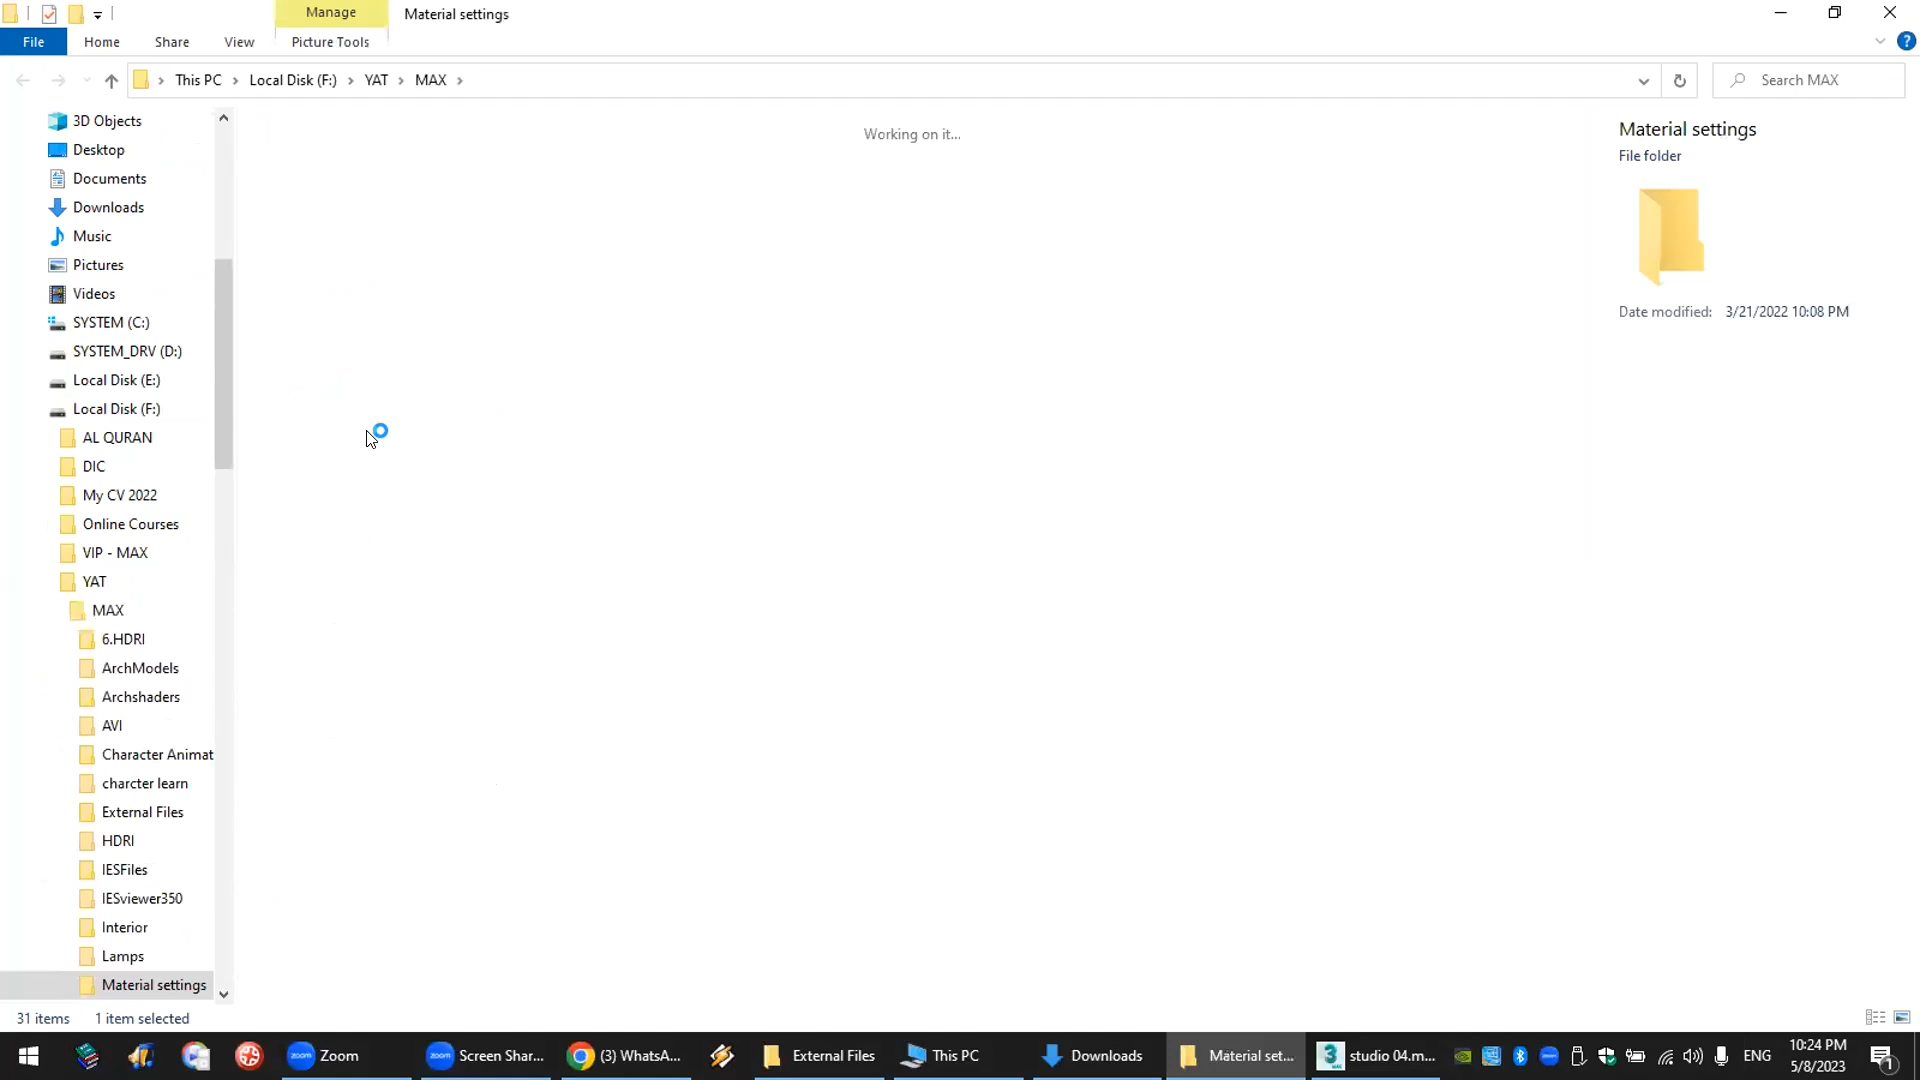 Manage
Material settings
File
Home
Share
View
Picture Tools
This PC
Local Disk (F:)
YAT
MAX
Search MAX
3D Objects
Desktop
Documents
Downloads
Music
Pictures
Videos
SYSTEM (C:)
SYSTEM_DRV (D:)
Local Disk (E:)
Local Disk (F:)
AL QURAN
DIC
My CV 2022
Online Courses
VIP - MAX
YAT
MAX
6.HDRI
ArchModels
Archshaders
AVI
Character Animat
charcter learn
External Files
HDRI
IESFiles
IESviewer350
Interior
Lamps
Material settings
Working on it...
Material settings
File folder
Date modified: 3/21/2022 10:08 PM
31 items
1 item selected
zoom Zoom
zoom Screen Shar...
(3) WhatsA...
External Files
This PC
Downloads
Material set...
3 MAX studio 04.m...
ENG
10:24 PM
5/8/2023
1